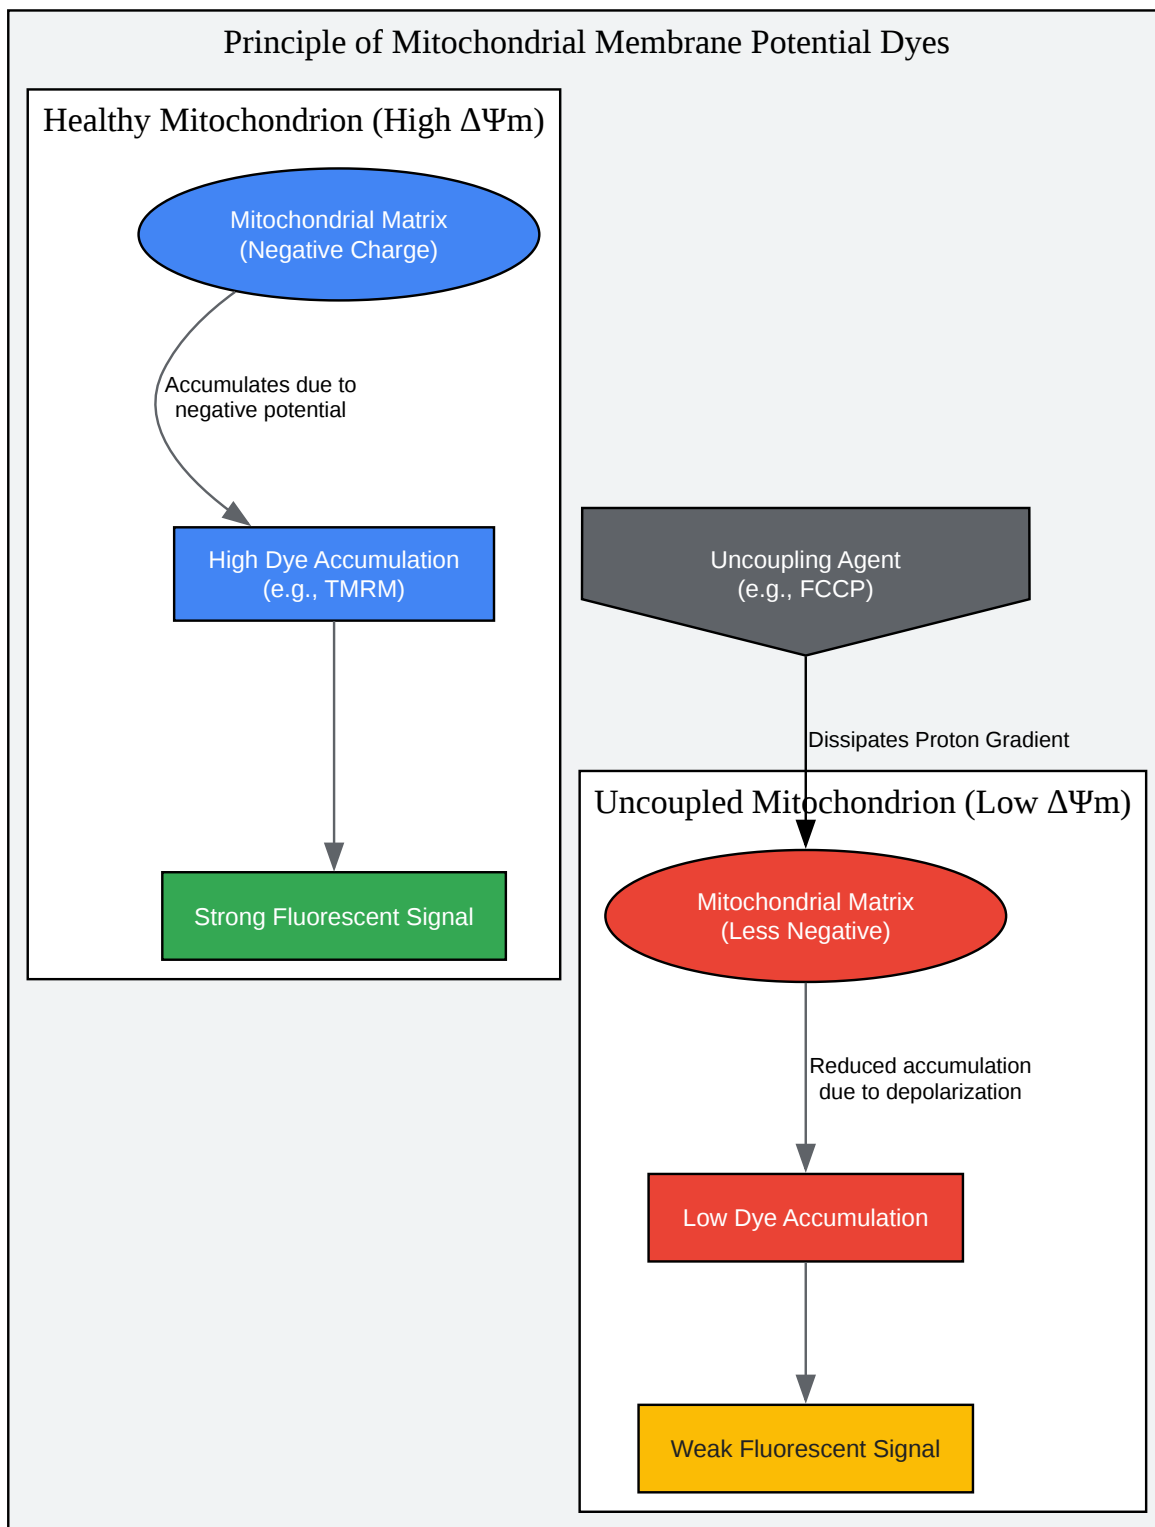 Principle of Mitochondrial Membrane Potential Dyes
Healthy Mitochondrion (High ΔΨm)
Mitochondrial Matrix
(Negative Charge)
Accumulates due to
negative potential
High Dye Accumulation
(e.g., TMRM)
Strong Fluorescent Signal
Uncoupling Agent
(e.g., FCCP)
Dissipates Proton Gradient
Uncoupled Mitochondrion (Low ΔΨm)
Mitochondrial Matrix
(Less Negative)
Reduced accumulation
due to depolarization
Low Dye Accumulation
Weak Fluorescent Signal